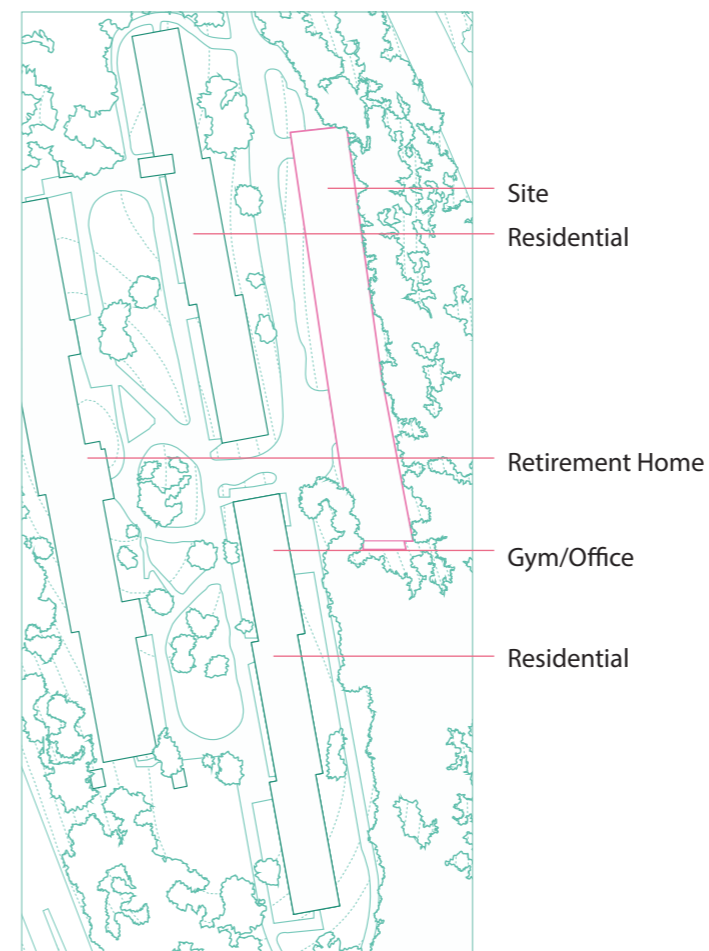 Site
Residential
Retirement Home
Gym/Office
Residential